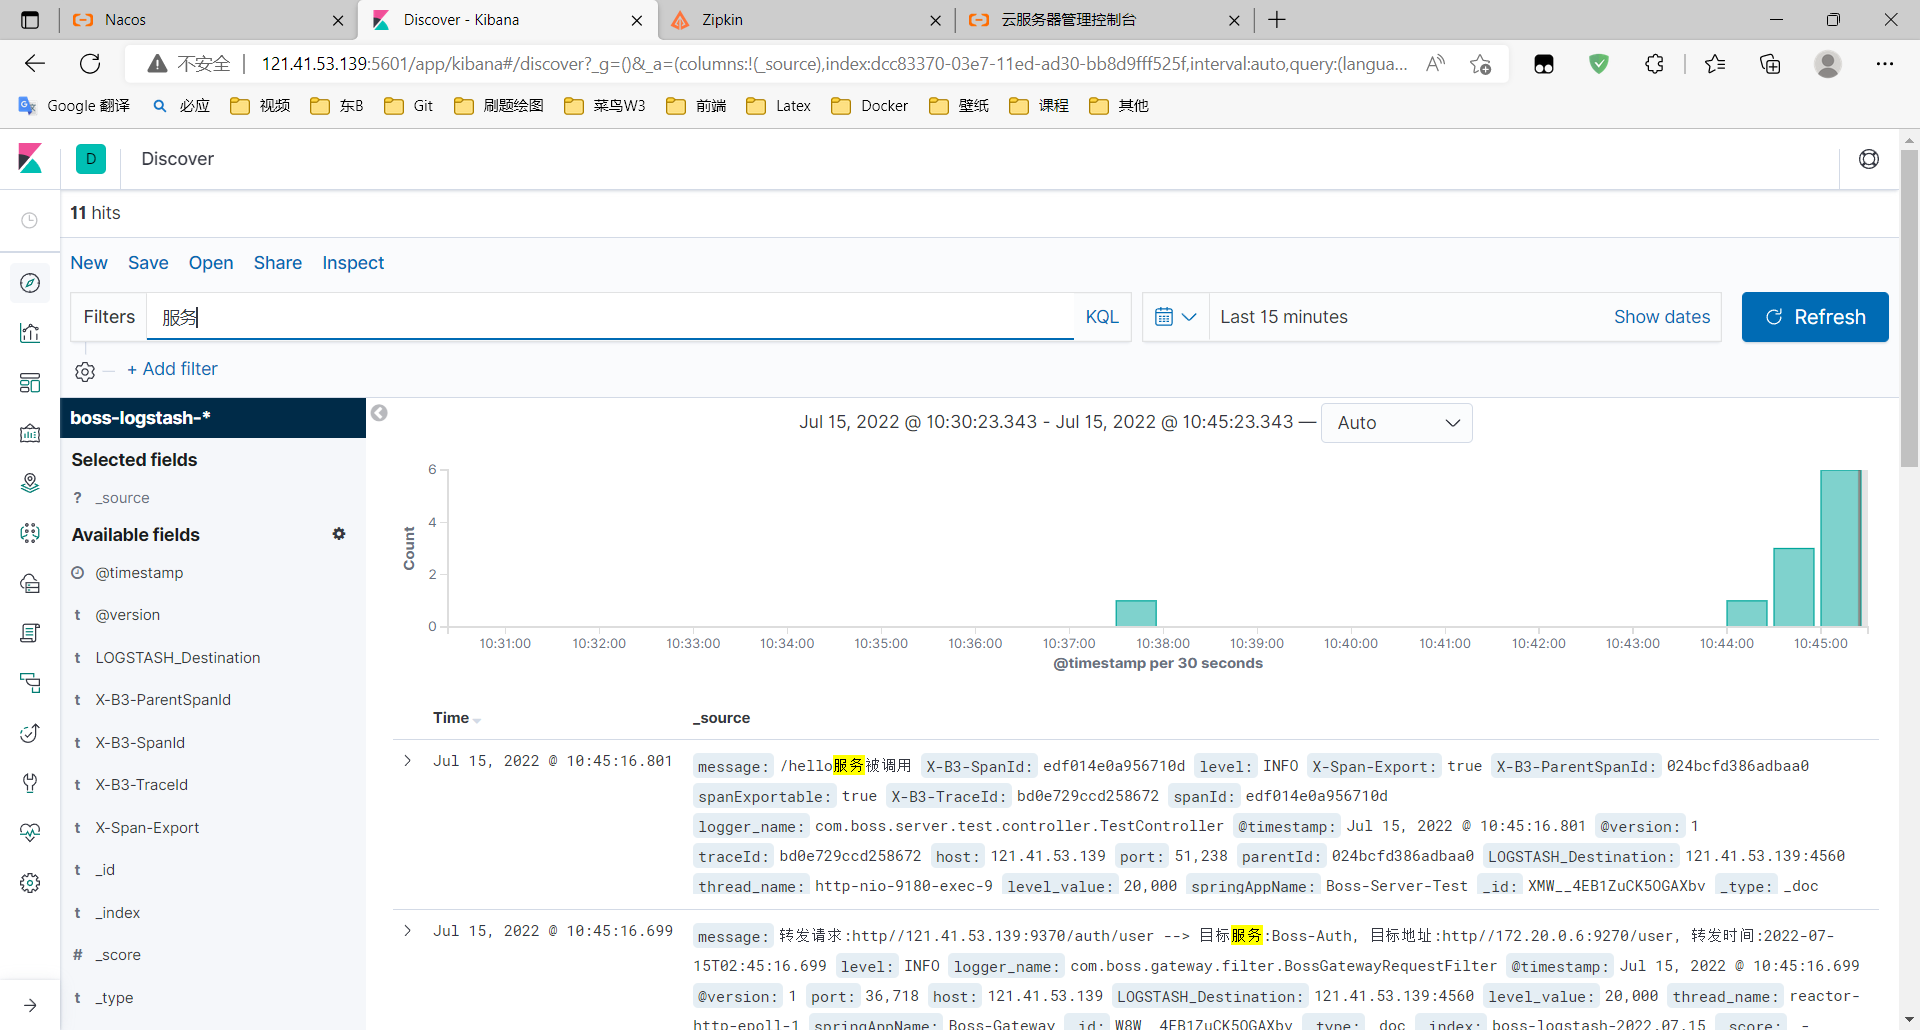 Nacos
Discover - Kibana
Zipkin
云服务器管理控制台
不安全
121.41.53.139:5601/app/kibana#/discover?_g=()&_a=(columns:!(_source),index:dcc83370-03e7-11ed-ad30-bb8d9fff525f,interval:auto,query:(langua...
Google 翻译
必应
视频
东B
Git
刷题绘图
菜鸟W3
前端
Latex
Docker
壁纸
课程
其他
D
Discover
11 hits
New Save Open Share Inspect
Filters 服务 KQL
Last 15 minutes Show dates
Refresh
+ Add filter
boss-logstash-*
Selected fields
? _source
Available fields
@timestamp
t @version
t LOGSTASH_Destination
t X-B3-ParentSpanId
t X-B3-SpanId
t X-B3-TraceId
t X-Span-Export
t _id
t _index
# _score
t _type
Jul 15, 2022 @ 10:30:23.343 - Jul 15, 2022 @ 10:45:23.343 — Auto
Count
6
4
2
0
10:31:00 10:32:00 10:33:00 10:34:00 10:35:00 10:36:00 10:37:00 10:38:00 10:39:00 10:40:00 10:41:00 10:42:00 10:43:00 10:44:00 10:45:00
@timestamp per 30 seconds
Time _source
Jul 15, 2022 @ 10:45:16.801
message: /hello服务被调用 X-B3-SpanId: edf014e0a956710d level: INFO X-Span-Export: true X-B3-ParentSpanId: 024bcfd386adbaa0
spanExportable: true X-B3-TraceId: bd0e729ccd258672 spanId: edf014e0a956710d
logger_name: com.boss.server.test.controller.TestController @timestamp: Jul 15, 2022 @ 10:45:16.801 @version: 1
traceId: bd0e729ccd258672 host: 121.41.53.139 port: 51,238 parentId: 024bcfd386adbaa0 LOGSTASH_Destination: 121.41.53.139:4560
thread_name: http-nio-9180-exec-9 level_value: 20,000 springAppName: Boss-Server-Test _id: XMW__4EB1ZuCK5OGAXbv _type: _doc
Jul 15, 2022 @ 10:45:16.699
message: 转发请求:http//121.41.53.139:9370/auth/user --> 目标服务:Boss-Auth, 目标地址:http//172.20.0.6:9270/user, 转发时间:2022-07-
15T02:45:16.699 level: INFO logger_name: com.boss.gateway.filter.BossGatewayRequestFilter @timestamp: Jul 15, 2022 @ 10:45:16.699
@version: 1 port: 36,718 host: 121.41.53.139 LOGSTASH_Destination: 121.41.53.139:4560 level_value: 20,000 thread_name: reactor-
http-epoll-1 springAppName: Boss-Gateway _id: W8W__4EB1ZuCK5OGAXbv _type: _doc _index: boss-logstash-2022.07.15 _score: -